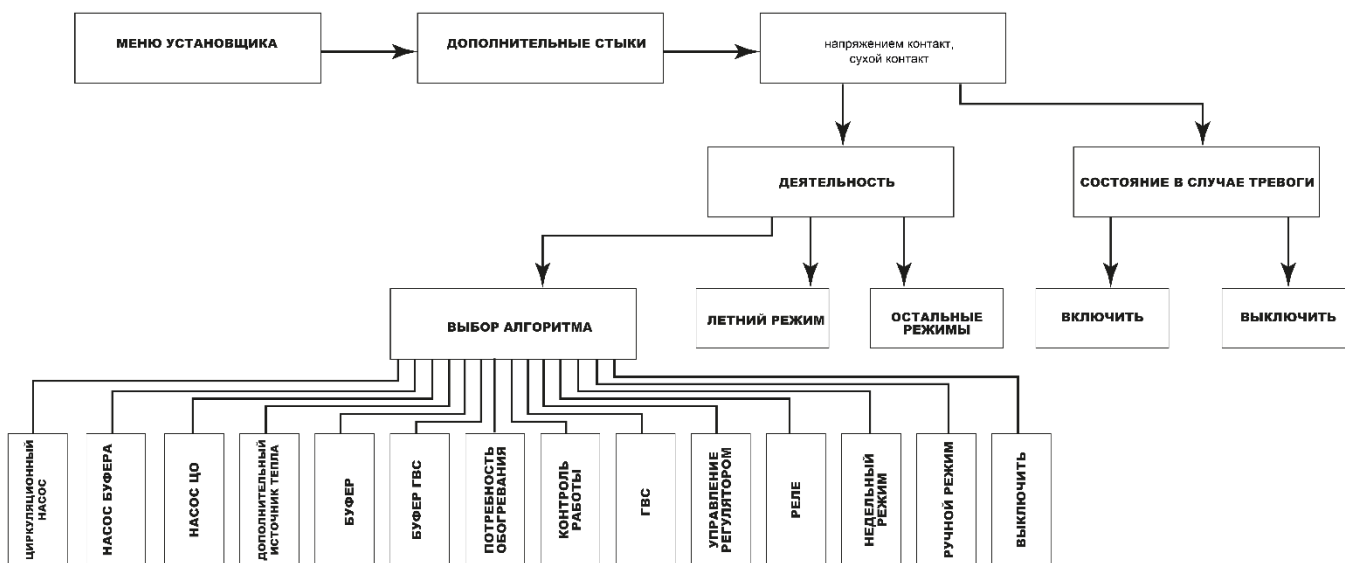 МЕНЮ УСТАНОВЩИКА
ДОПОЛНИТЕЛЬНЫЕ СТЫКИ
напряжением контакт,
сухой контакт
ДЕЯТЕЛЬНОСТЬ
СОСТОЯНИЕ В СЛУЧАЕ ТРЕВОГИ
ВЫБОР АЛГОРИТМА
ЛЕТНИЙ РЕЖИМ
ОСТАЛЬНЫЕ
РЕЖИМЫ
ВКЛЮЧИТЬ
ВЫКЛЮЧИТЬ
ЦИРКУЛЯЦИОННЫЙ
НАСОС
НАСОС БУФЕРА
НАСОС ЦО
ДОПОЛНИТЕЛЬНЫЙ
ИСТОЧНИК ТЕПЛА
БУФЕР
БУФЕР ГВС
ПОТРЕБНОСТЬ
ОБОГРЕВАНИЯ
КОНТРОЛЬ
РАБОТЫ
ГВС
УПРАВЛЕНИЕ
РЕГУЛЯТОРОМ
РЕЛЕ
НЕДЕЛЬНЫЙ
РЕЖИМ
РУЧНОЙ РЕЖИМ
ВЫКЛЮЧИТЬ